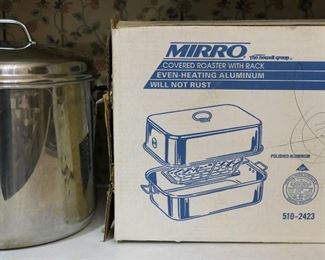 MIRRO
The newell group
COVERED ROASTER WITH RACK
EVEN-HEATING ALUMINUM
WILL NOT RUST
POLISHED ALUMINUM
510-2423